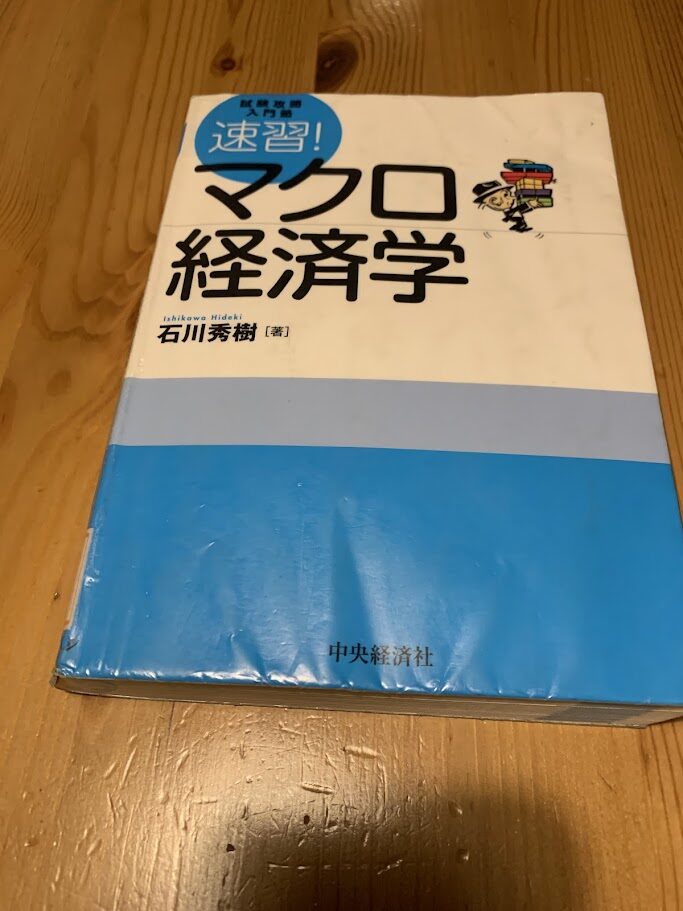 試験攻略
入門塾
速習!
マクロ
経済学
Ishikawa Hideki
石川秀樹[著]
中央経済社